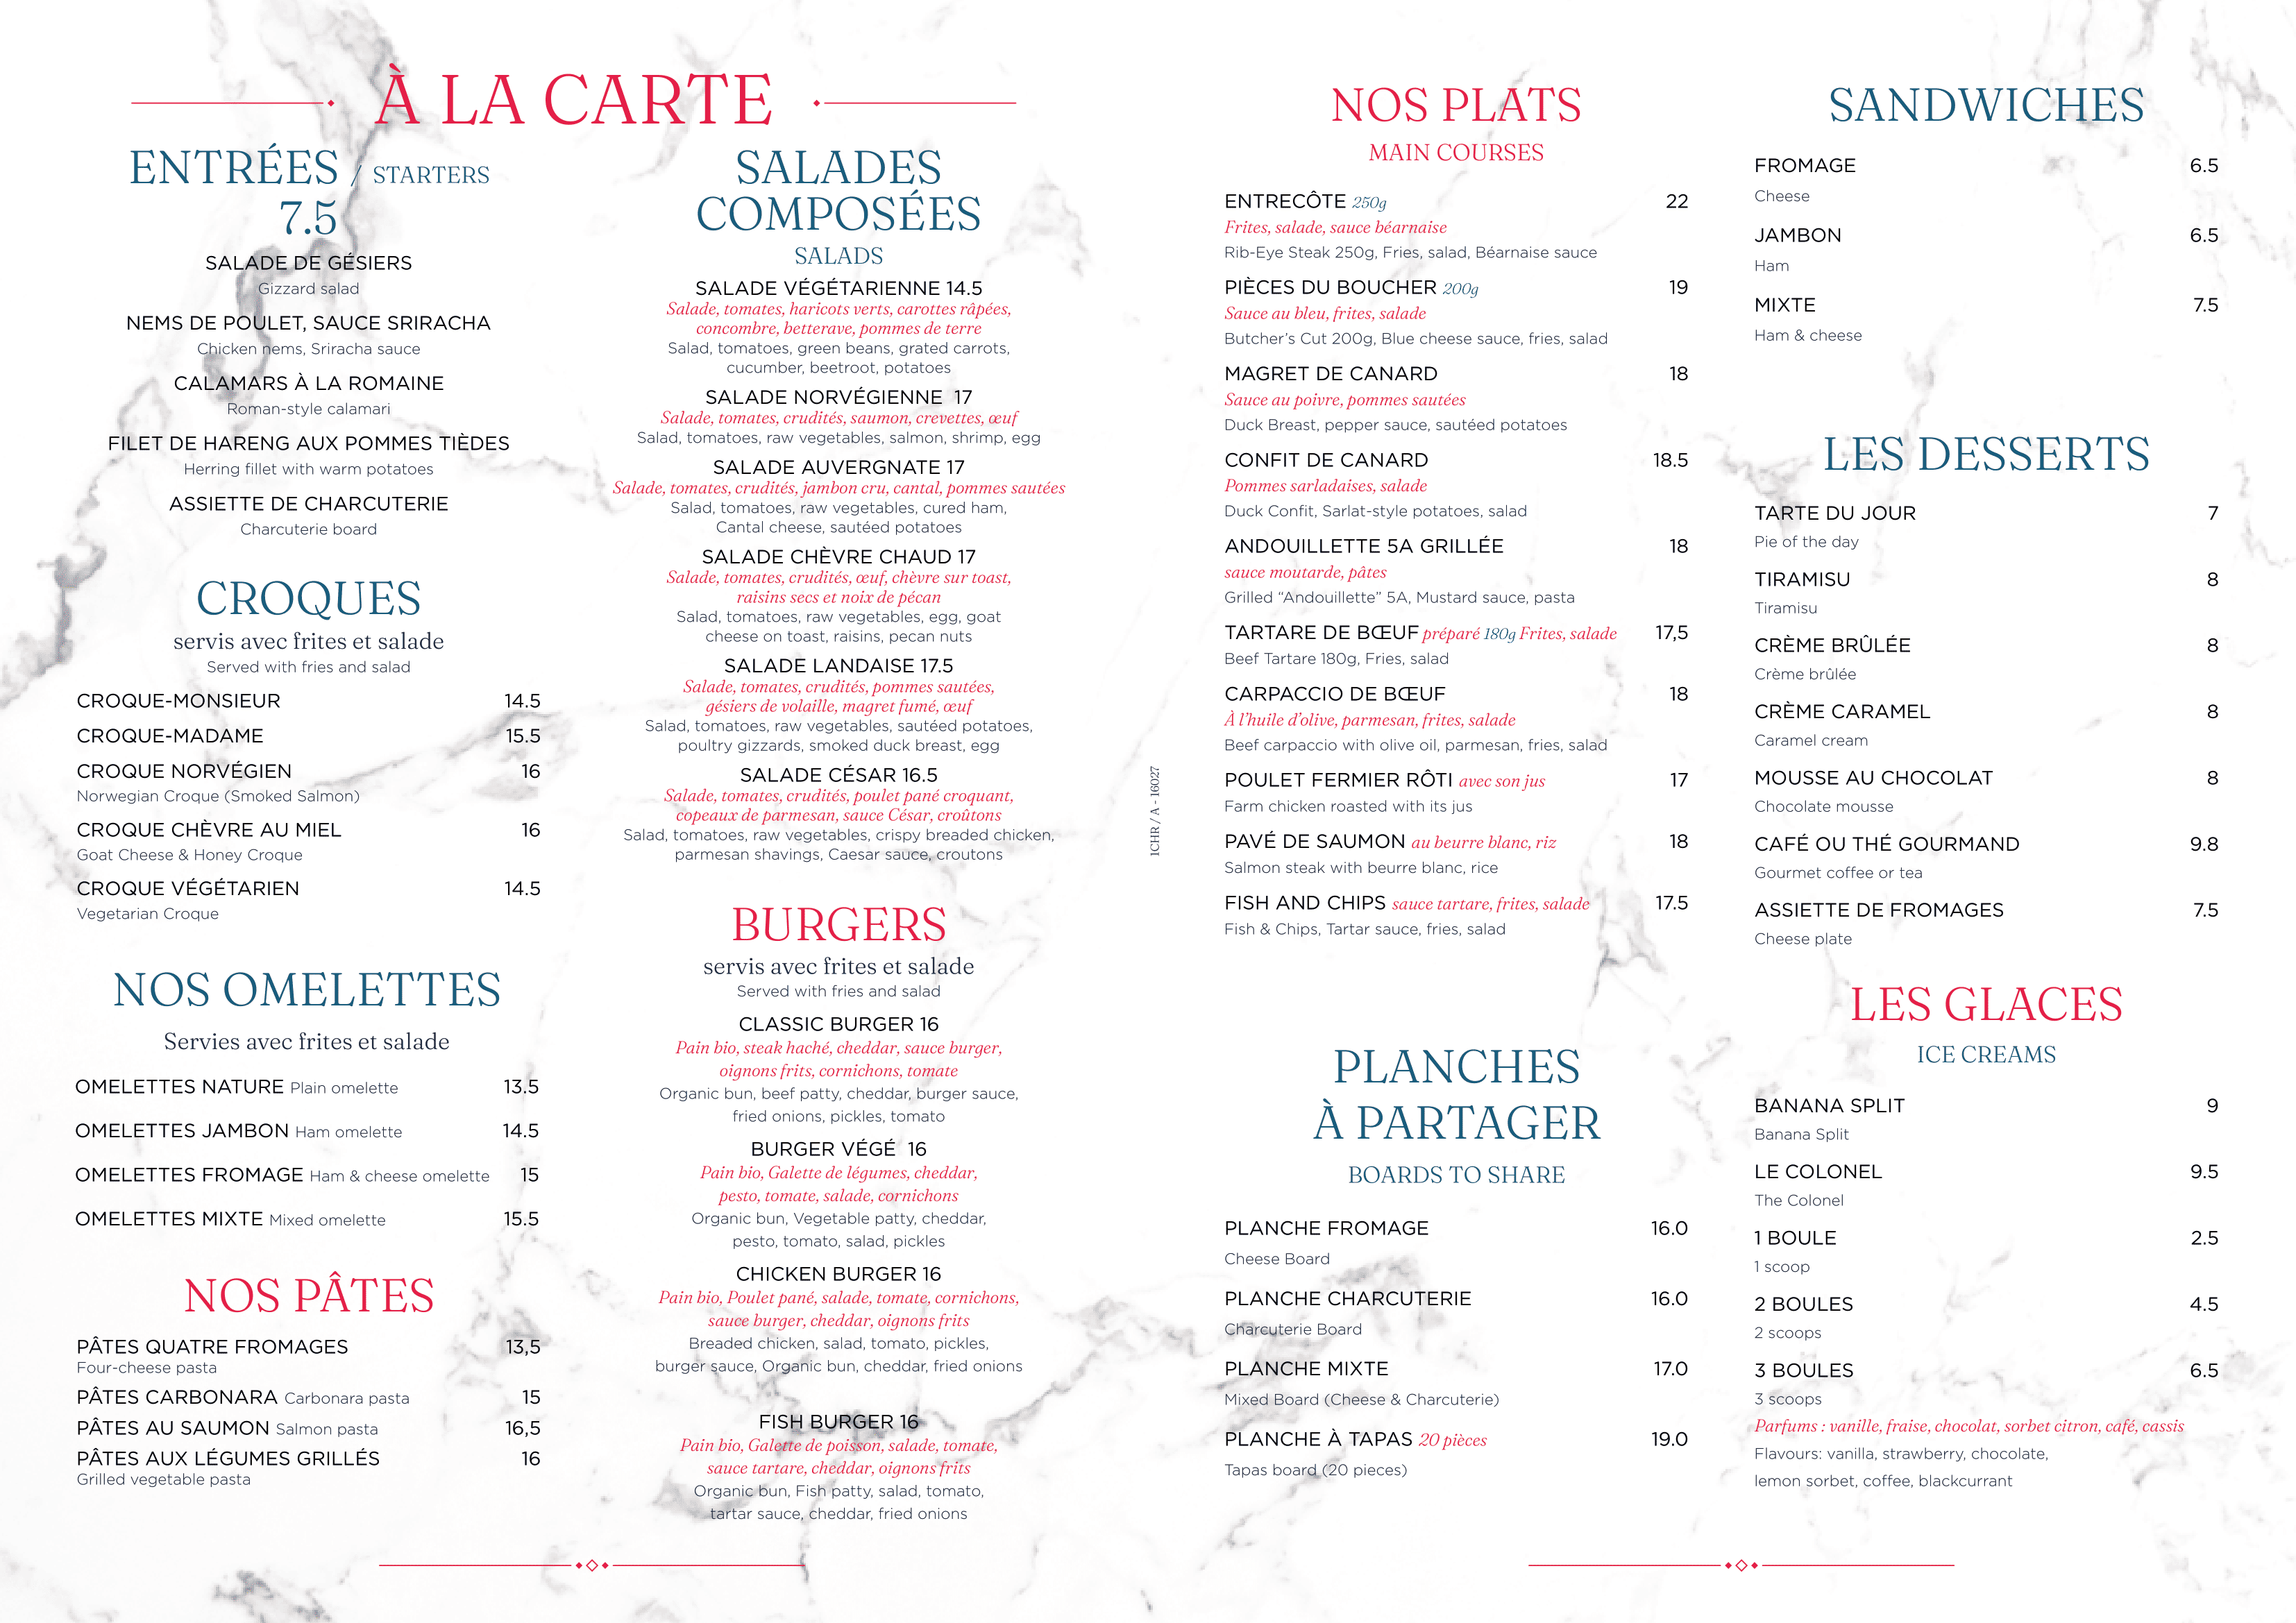 À LA CARTE
ENTRÉES / STARTERS
7.5
SALADE DE GÉSIERS
Gizzard salad
NEMS DE POULET, SAUCE SRIRACHA
Chicken nems, Sriracha sauce
CALAMARS À LA ROMAINE
Roman-style calamari
FILET DE HARENG AUX POMMES TIÈDES
Herring fillet with warm potatoes
ASSIETTE DE CHARCUTERIE
Charcuterie board
CROQUES
servis avec frites et salade
Served with fries and salad
CROQUE-MONSIEUR 14.5
CROQUE-MADAME 15.5
CROQUE NORVÉGIEN 16
Norwegian Croque (Smoked Salmon)
CROQUE CHÈVRE AU MIEL 16
Goat Cheese & Honey Croque
CROQUE VÉGÉTARIEN 14.5
Vegetarian Croque
NOS OMELETTES
Servies avec frites et salade
OMELETTES NATURE Plain omelette 13.5
OMELETTES JAMBON Ham omelette 14.5
OMELETTES FROMAGE Ham & cheese omelette 15
OMELETTES MIXTE Mixed omelette 15.5
NOS PÂTES
PÂTES QUATRE FROMAGES 13,5
Four-cheese pasta
PÂTES CARBONARA Carbonara pasta 15
PÂTES AU SAUMON Salmon pasta 16,5
PÂTES AUX LÉGUMES GRILLÉS 16
Grilled vegetable pasta
SALADES
COMPOSÉES
SALADS
SALADE VÉGÉTARIENNE 14.5
Salade, tomates, haricots verts, carottes râpées,
concombre, betterave, pommes de terre
Salad, tomatoes, green beans, grated carrots,
cucumber, beetroot, potatoes
SALADE NORVÉGIENNE 17
Salade, tomates, crudités, saumon, crevettes, œuf
Salad, tomatoes, raw vegetables, salmon, shrimp, egg
SALADE AUVERGNATE 17
Salade, tomates, crudités, jambon cru, cantal, pommes sautées
Salad, tomatoes, raw vegetables, cured ham,
Cantal cheese, sautéed potatoes
SALADE CHÈVRE CHAUD 17
Salade, tomates, crudités, œuf, chèvre sur toast,
raisins secs et noix de pécan
Salad, tomatoes, raw vegetables, egg, goat
cheese on toast, raisins, pecan nuts
SALADE LANDAISE 17.5
Salade, tomates, crudités, pommes sautées,
gésiers de volaille, magret fumé, œuf
Salad, tomatoes, raw vegetables, sautéed potatoes,
poultry gizzards, smoked duck breast, egg
SALADE CÉSAR 16.5
Salade, tomates, crudités, poulet pané croquant,
copeaux de parmesan, sauce César, croûtons
Salad, tomatoes, raw vegetables, crispy breaded chicken,
parmesan shavings, Caesar sauce, croutons
BURGERS
servis avec frites et salade
Served with fries and salad
CLASSIC BURGER 16
Pain bio, steak haché, cheddar, sauce burger,
oignons frits, cornichons, tomate
Organic bun, beef patty, cheddar, burger sauce,
fried onions, pickles, tomato
BURGER VÉGÉ 16
Pain bio, Galette de légumes, cheddar,
pesto, tomate, salade, cornichons
Organic bun, Vegetable patty, cheddar,
pesto, tomato, salad, pickles
CHICKEN BURGER 16
Pain bio, Poulet pané, salade, tomate, cornichons,
sauce burger, cheddar, oignons frits
Breaded chicken, salad, tomato, pickles,
burger sauce, Organic bun, cheddar, fried onions
FISH BURGER 16
Pain bio, Galette de poisson, salade, tomate,
sauce tartare, cheddar, oignons frits
Organic bun, Fish patty, salad, tomato,
tartar sauce, cheddar, fried onions
1CHR / A - 16027
NOS PLATS
MAIN COURSES
ENTRECÔTE 250g 22
Frites, salade, sauce béarnaise
Rib-Eye Steak 250g, Fries, salad, Béarnaise sauce
PIÈCES DU BOUCHER 200g 19
Sauce au bleu, frites, salade
Butcher's Cut 200g, Blue cheese sauce, fries, salad
MAGRET DE CANARD 18
Sauce au poivre, pommes sautées
Duck Breast, pepper sauce, sautéed potatoes
CONFIT DE CANARD 18.5
Pommes sarladaises, salade
Duck Confit, Sarlat-style potatoes, salad
ANDOUILLETTE 5A GRILLÉE 18
sauce moutarde, pâtes
Grilled “Andouillette” 5A, Mustard sauce, pasta
TARTARE DE BŒUF préparé 180g Frites, salade 17,5
Beef Tartare 180g, Fries, salad
CARPACCIO DE BŒUF 18
À l'huile d'olive, parmesan, frites, salade
Beef carpaccio with olive oil, parmesan, fries, salad
POULET FERMIER RÔTI avec son jus 17
Farm chicken roasted with its jus
PAVÉ DE SAUMON au beurre blanc, riz 18
Salmon steak with beurre blanc, rice
FISH AND CHIPS sauce tartare, frites, salade 17.5
Fish & Chips, Tartar sauce, fries, salad
PLANCHES
À PARTAGER
BOARDS TO SHARE
PLANCHE FROMAGE 16.0
Cheese Board
PLANCHE CHARCUTERIE 16.0
Charcuterie Board
PLANCHE MIXTE 17.0
Mixed Board (Cheese & Charcuterie)
PLANCHE À TAPAS 20 pièces 19.0
Tapas board (20 pieces)
SANDWICHES
FROMAGE 6.5
Cheese
JAMBON 6.5
Ham
MIXTE 7.5
Ham & cheese
LES DESSERTS
TARTE DU JOUR 7
Pie of the day
TIRAMISU 8
Tiramisu
CRÈME BRÛLÉE 8
Crème brûlée
CRÈME CARAMEL 8
Caramel cream
MOUSSE AU CHOCOLAT 8
Chocolate mousse
CAFÉ OU THÉ GOURMAND 9.8
Gourmet coffee or tea
ASSIETTE DE FROMAGES 7.5
Cheese plate
LES GLACES
ICE CREAMS
BANANA SPLIT 9
Banana Split
LE COLONEL 9.5
The Colonel
1 BOULE 2.5
1 scoop
2 BOULES 4.5
2 scoops
3 BOULES 6.5
3 scoops
Parfums : vanille, fraise, chocolat, sorbet citron, café, cassis
Flavours: vanilla, strawberry, chocolate,
lemon sorbet, coffee, blackcurrant